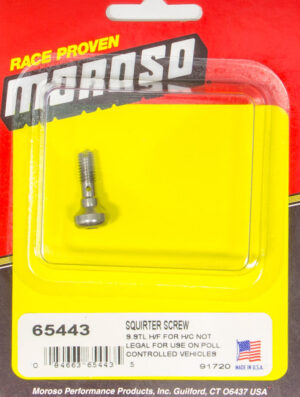 RACE PROVEN
MOROSO
65443
SQUIRTER SCREW
S.STL H/F FOR H/C NOT
LEGAL FOR USE ON POLL
CONTROLLED VEHICLES
0 84663 65443 5
91720
MADE IN U.S.A.
Moroso Performance Products, Inc. Guilford, CT 06437 USA